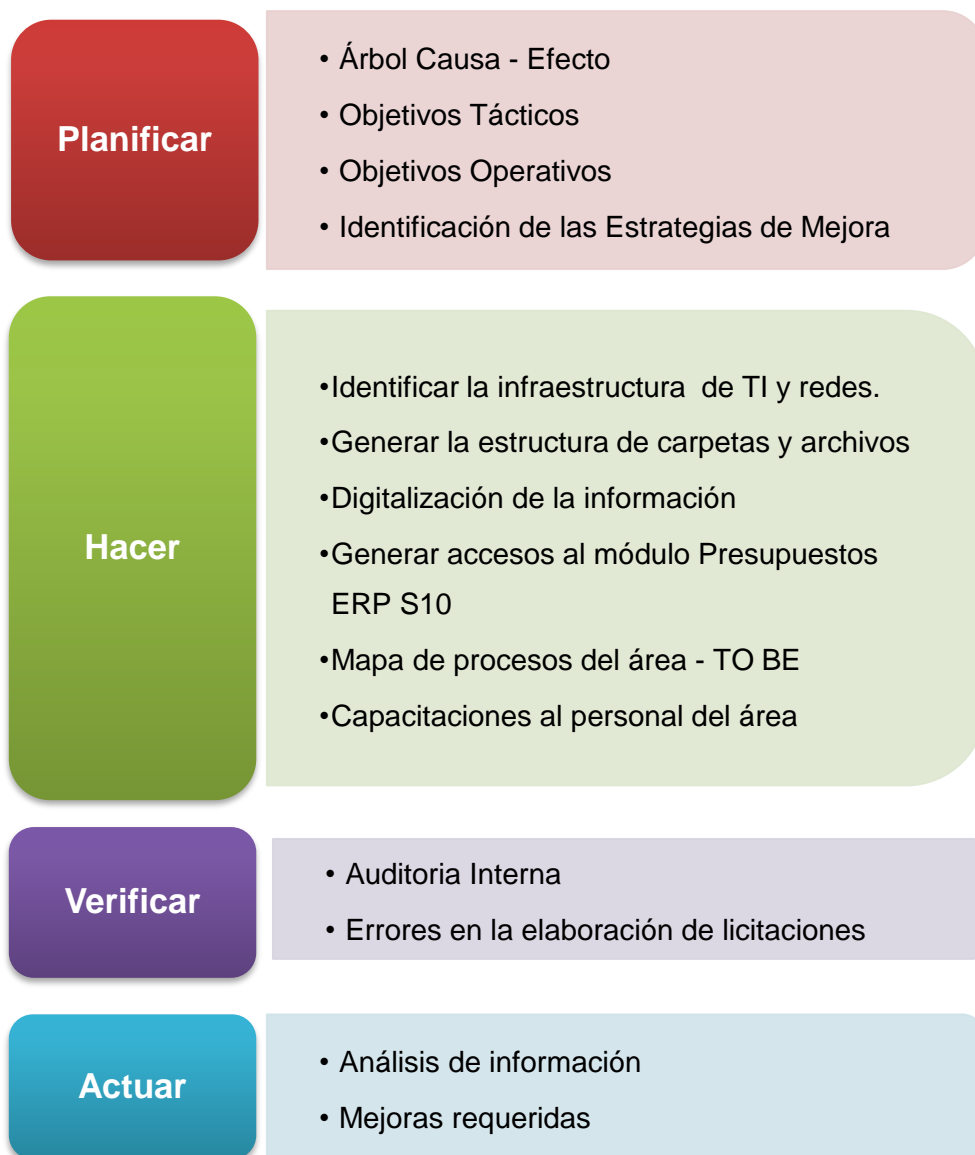 Planificar
• Árbol Causa - Efecto
• Objetivos Tácticos
• Objetivos Operativos
• Identificación de las Estrategias de Mejora
Hacer
•Identificar la infraestructura  de TI y redes.
•Generar la estructura de carpetas y archivos
•Digitalización de la información
•Generar accesos al módulo Presupuestos
ERP S10
•Mapa de procesos del área - TO BE
•Capacitaciones al personal del área
Verificar
• Auditoria Interna
• Errores en la elaboración de licitaciones
Actuar
• Análisis de información
• Mejoras requeridas